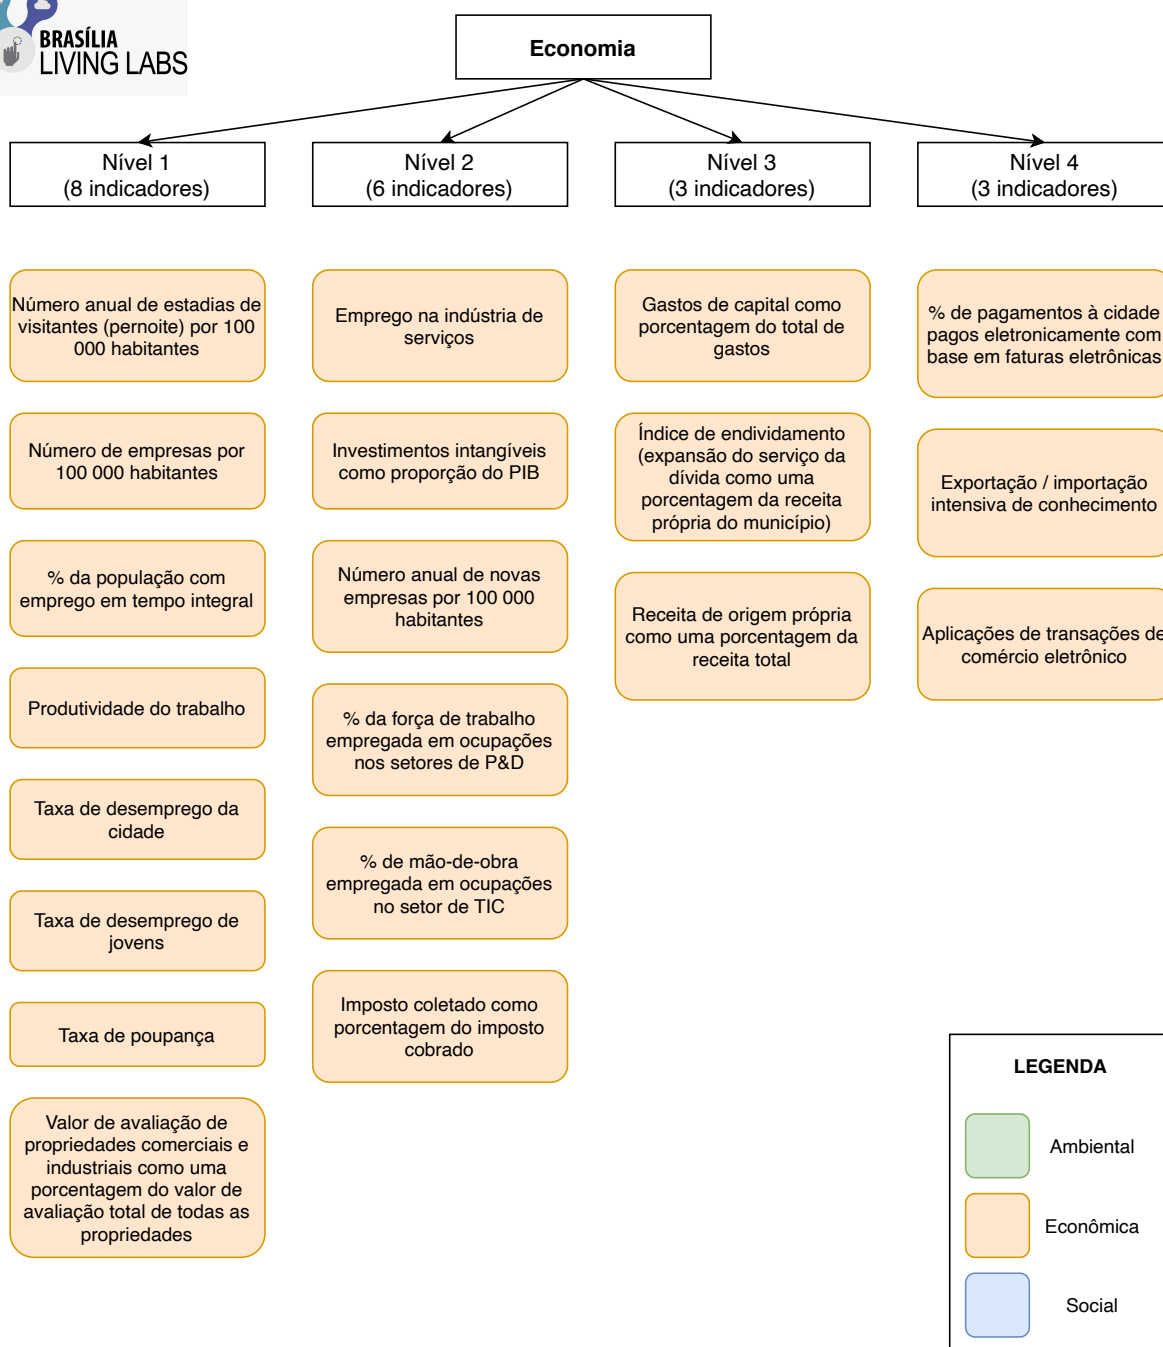 BRASÍLIA
LIVING LABS
Economia
Nível 1
(8 indicadores)
Nível 2
(6 indicadores)
Nível 3
(3 indicadores)
Nível 4
(3 indicadores)
Número anual de estadias de
visitantes (pernoite) por 100
000 habitantes
Número de empresas por
100 000 habitantes
% da população com
emprego em tempo integral
Produtividade do trabalho
Taxa de desemprego da
cidade
Taxa de desemprego de
jovens
Taxa de poupança
Valor de avaliação de
propriedades comerciais e
industriais como uma
porcentagem do valor de
avaliação total de todas as
propriedades
Emprego na indústria de
serviços
Investimentos intangíveis
como proporção do PIB
Número anual de novas
empresas por 100 000
habitantes
% da força de trabalho
empregada em ocupações
nos setores de P&D
% de mão-de-obra
empregada em ocupações
no setor de TIC
Imposto coletado como
porcentagem do imposto
cobrado
Gastos de capital como
porcentagem do total de
gastos
Índice de endividamento
(expansão do serviço da
dívida como uma
porcentagem da receita
própria do município)
Receita de origem própria
como uma porcentagem da
receita total
% de pagamentos à cidade
pagos eletronicamente com
base em faturas eletrônicas
Exportação / importação
intensiva de conhecimento
Aplicações de transações de
comércio eletrônico
LEGENDA
Ambiental
Econômica
Social